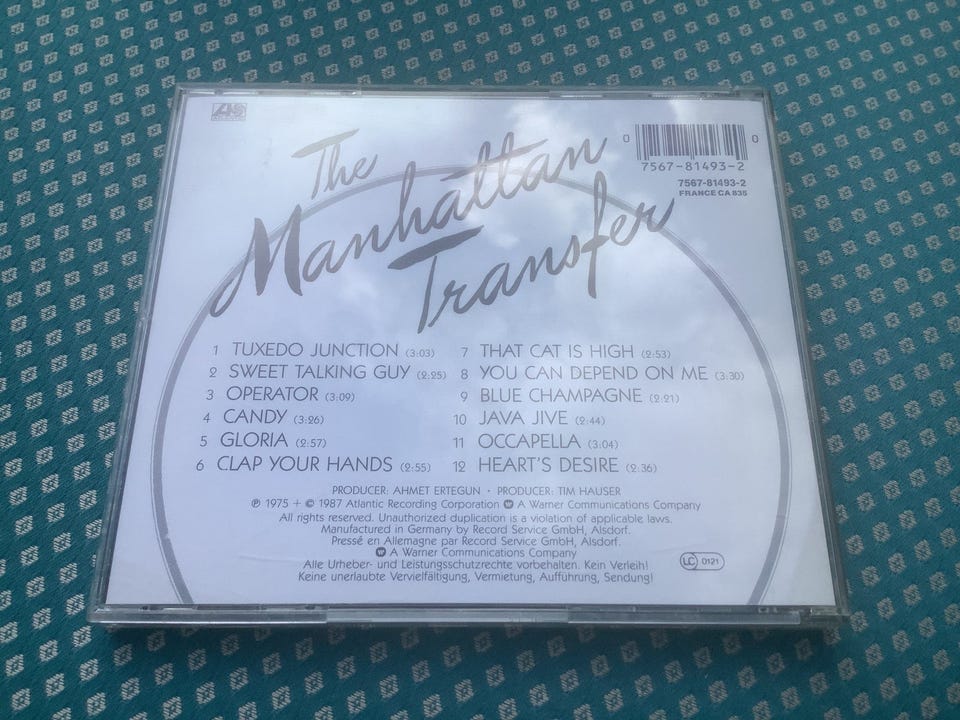 The
Manhattan
Transfer
0 0
7567-81493-2
7567-81493-2
FRANCE CA 835
1 TUXEDO JUNCTION (3:03)
2 SWEET TALKING GUY (2:25)
3 OPERATOR (3:09)
4 CANDY (3:26)
5 GLORIA (2:57)
6 CLAP YOUR HANDS (2:55)
7 THAT CAT IS HIGH (2:53)
8 YOU CAN DEPEND ON ME (3:30)
9 BLUE CHAMPAGNE (2:21)
10 JAVA JIVE (2:44)
11 OCCAPELLA (3:04)
12 HEART'S DESIRE (2:36)
PRODUCER: AHMET ERTEGUN · PRODUCER: TIM HAUSER
℗ 1975 + © 1987 Atlantic Recording Corporation A Warner Communications Company
All rights reserved. Unauthorized duplication is a violation of applicable laws.
Manufactured in Germany by Record Service GmbH, Alsdorf.
Pressé en Allemagne par Record Service GmbH, Alsdorf.
A Warner Communications Company
Alle Urheber- und Leistungsschutzrechte vorbehalten. Kein Verleih!
Keine unerlaubte Vervielfältigung, Vermietung, Aufführung, Sendung!
LC 0121